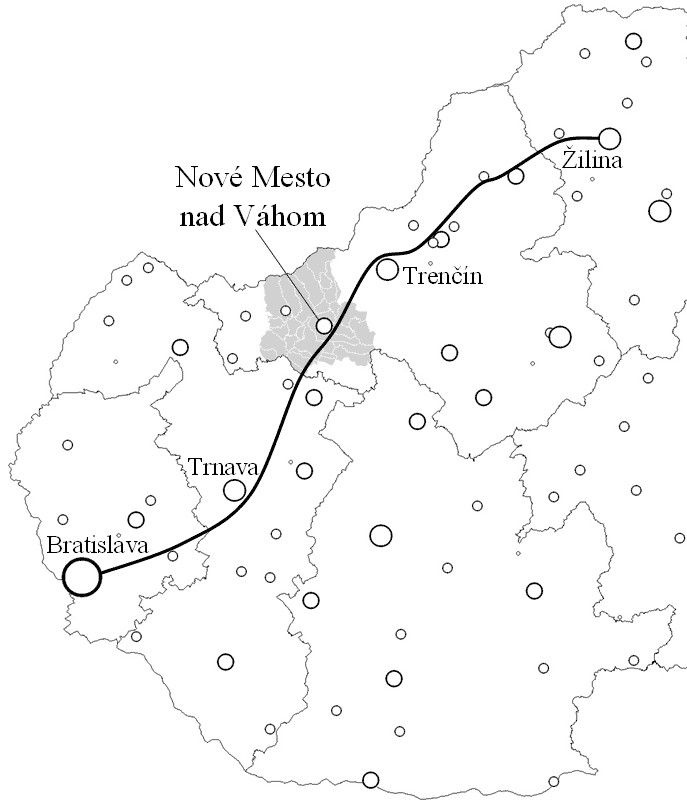 Žilina
Nové Mesto
nad Váhom
Trenčín
Trnava
Bratislava